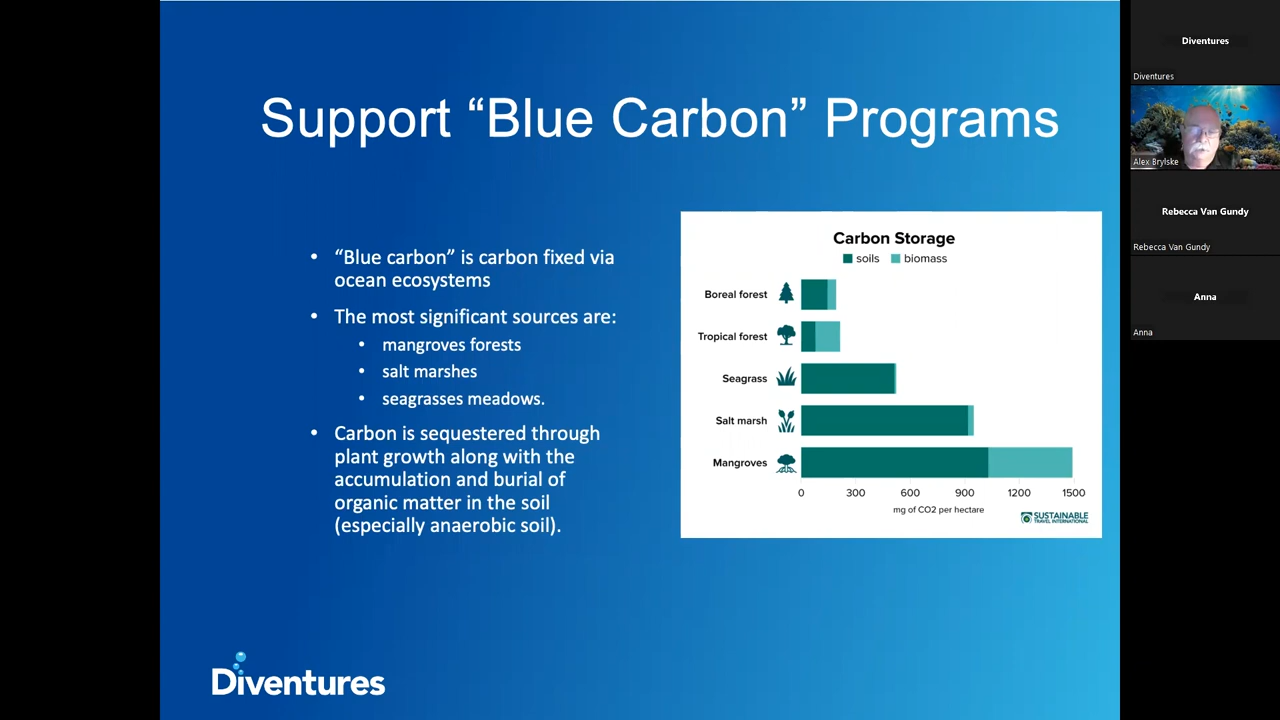 Support “Blue Carbon” Programs
• “Blue carbon” is carbon fixed via
ocean ecosystems
• The most significant sources are:
• mangroves forests
• salt marshes
• seagrasses meadows.
• Carbon is sequestered through
plant growth along with the
accumulation and burial of
organic matter in the soil
(especially anaerobic soil).
Carbon Storage
soils biomass
Boreal forest
Tropical forest
Seagrass
Salt marsh
Mangroves
0 300 600 900 1200 1500
mg of CO2 per hectare
SUSTAINABLE
TRAVEL INTERNATIONAL
Diventures
Diventures
Diventures
Alex Brylske
Rebecca Van Gundy
Rebecca Van Gundy
Anna
Anna